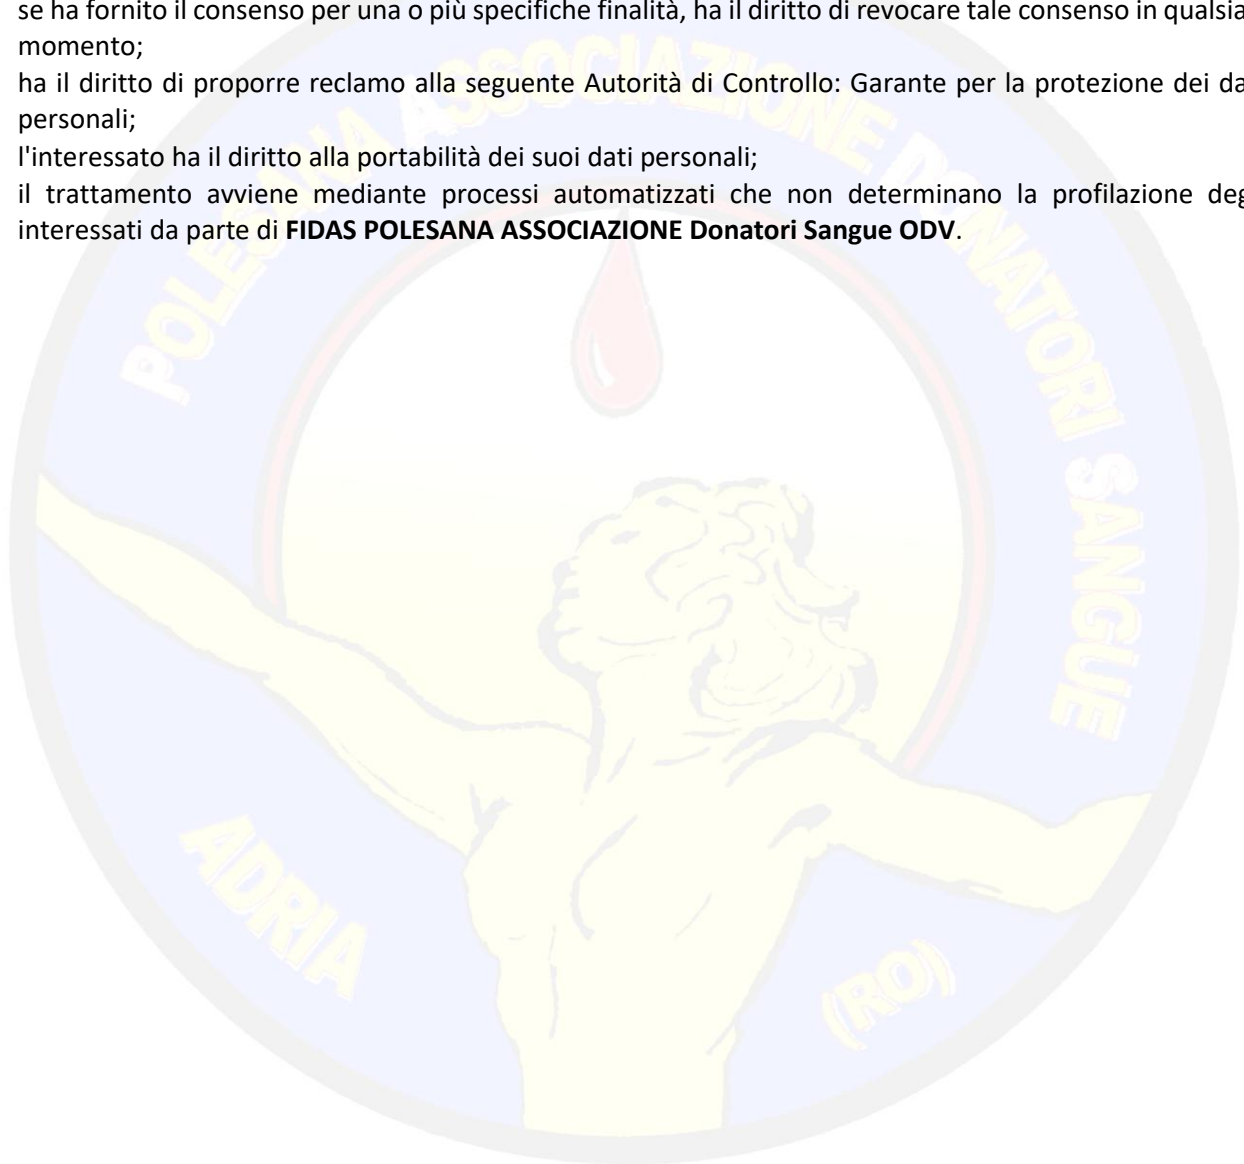 se ha fornito il consenso per una o più specifiche finalità, ha il diritto di revocare tale consenso in qualsia
momento;
ha il diritto di proporre reclamo alla seguente Autorità di Controllo: Garante per la protezione dei da
personali;
l'interessato ha il diritto alla portabilità dei suoi dati personali;
il trattamento avviene mediante processi automatizzati che non determinano la profilazione deg
interessati da parte di FIDAS POLESANA ASSOCIAZIONE Donatori Sangue ODV.
POLESANA ASSOCIAZIONE DONATORI SANGUE
ADRIA
(RO)